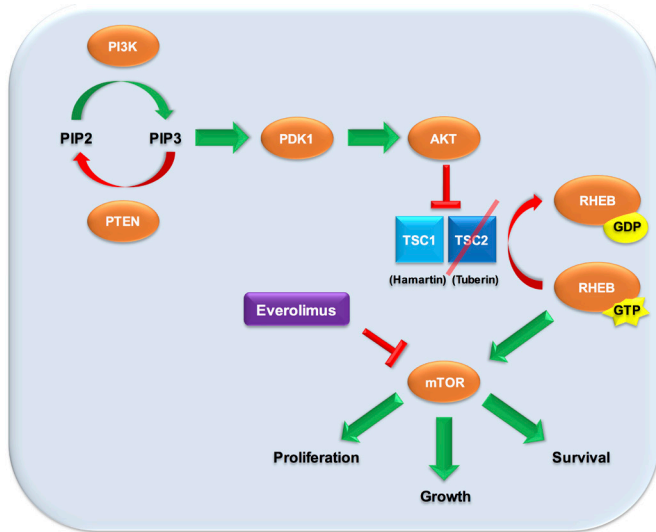 PI3K
PIP2
PIP3
PDK1
AKT
PTEN
TSC1
TSC2
(Hamartin)
(Tuberin)
RHEB
GDP
RHEB
GTP
Everolimus
mTOR
Proliferation
Survival
Growth